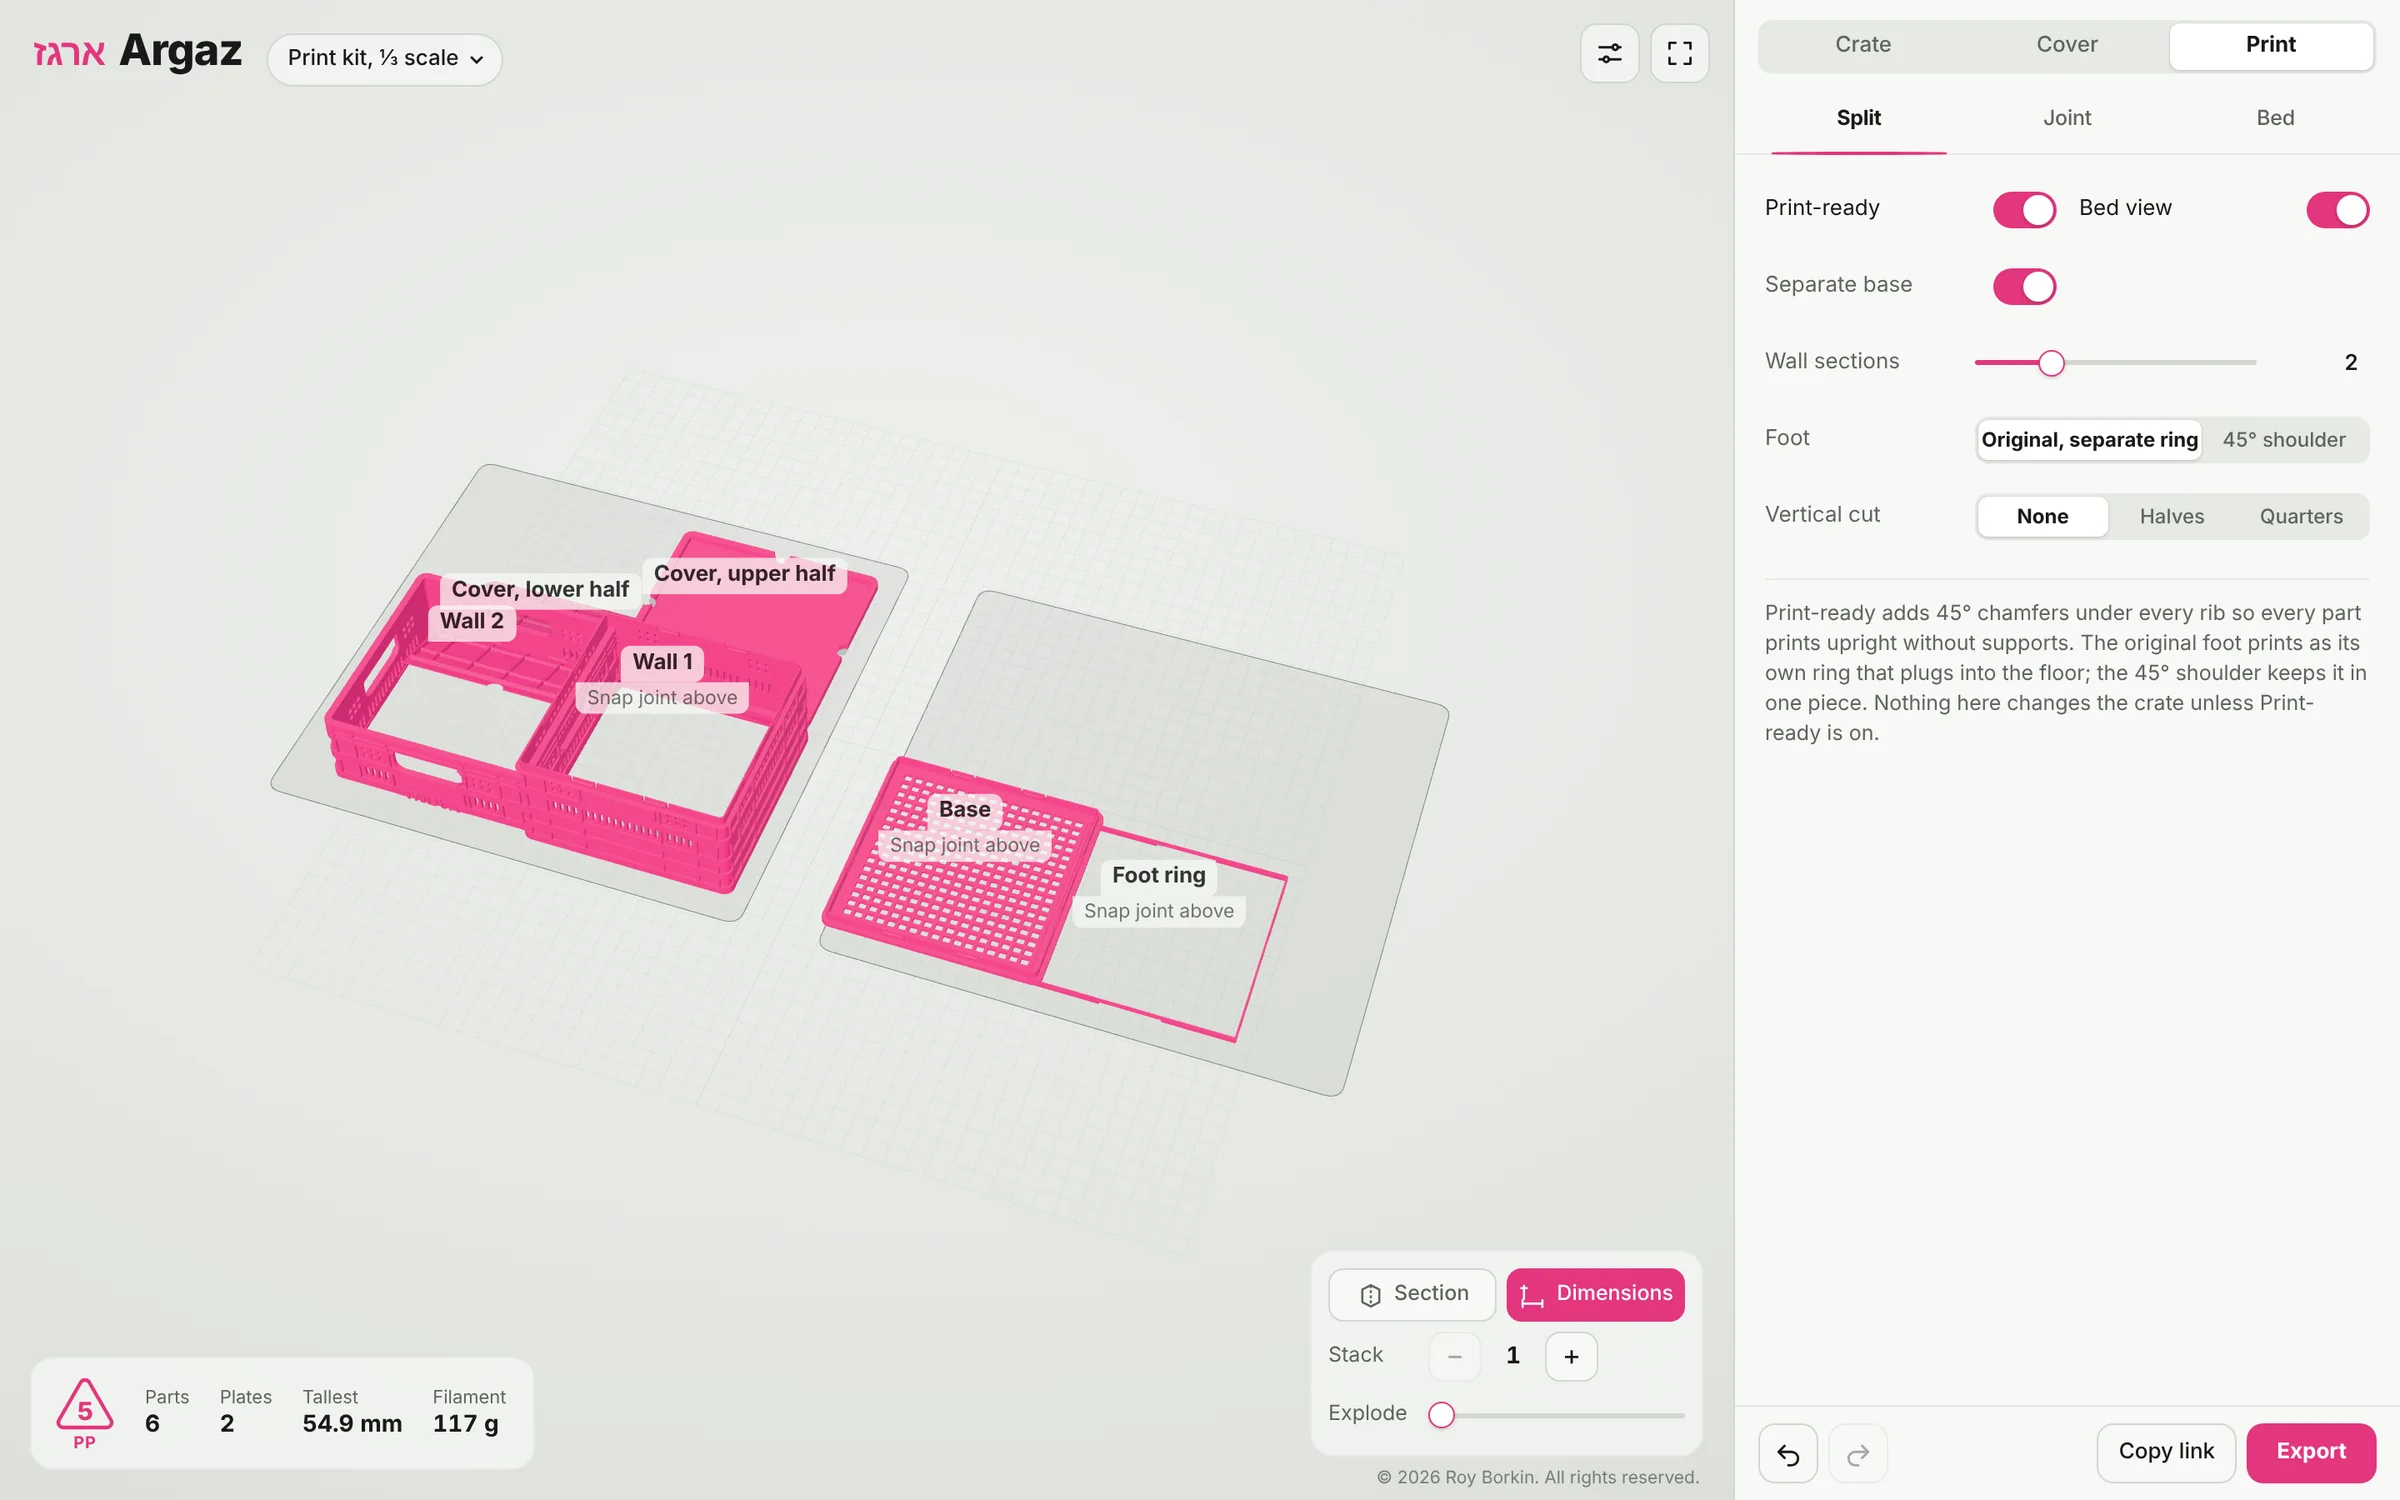 ארגז Argaz
Print kit, ⅓ scale
Crate
Cover
Print
Split
Joint
Bed
Print-ready
Bed view
Separate base
Wall sections
2
Foot
Original, separate ring
45° shoulder
Vertical cut
None
Halves
Quarters
Print-ready adds 45° chamfers under every rib so every part
prints upright without supports. The original foot prints as its
own ring that plugs into the floor; the 45° shoulder keeps it in
one piece. Nothing here changes the crate unless Print-
ready is on.
Cover, upper half
Cover, lower half
Wall 2
Wall 1
Snap joint above
Base
Snap joint above
Foot ring
Snap joint above
Section
Dimensions
Stack
1
Explode
5
PP
Parts
6
Plates
2
Tallest
54.9 mm
Filament
117 g
© 2026 Roy Borkin. All rights reserved.
Copy link
Export